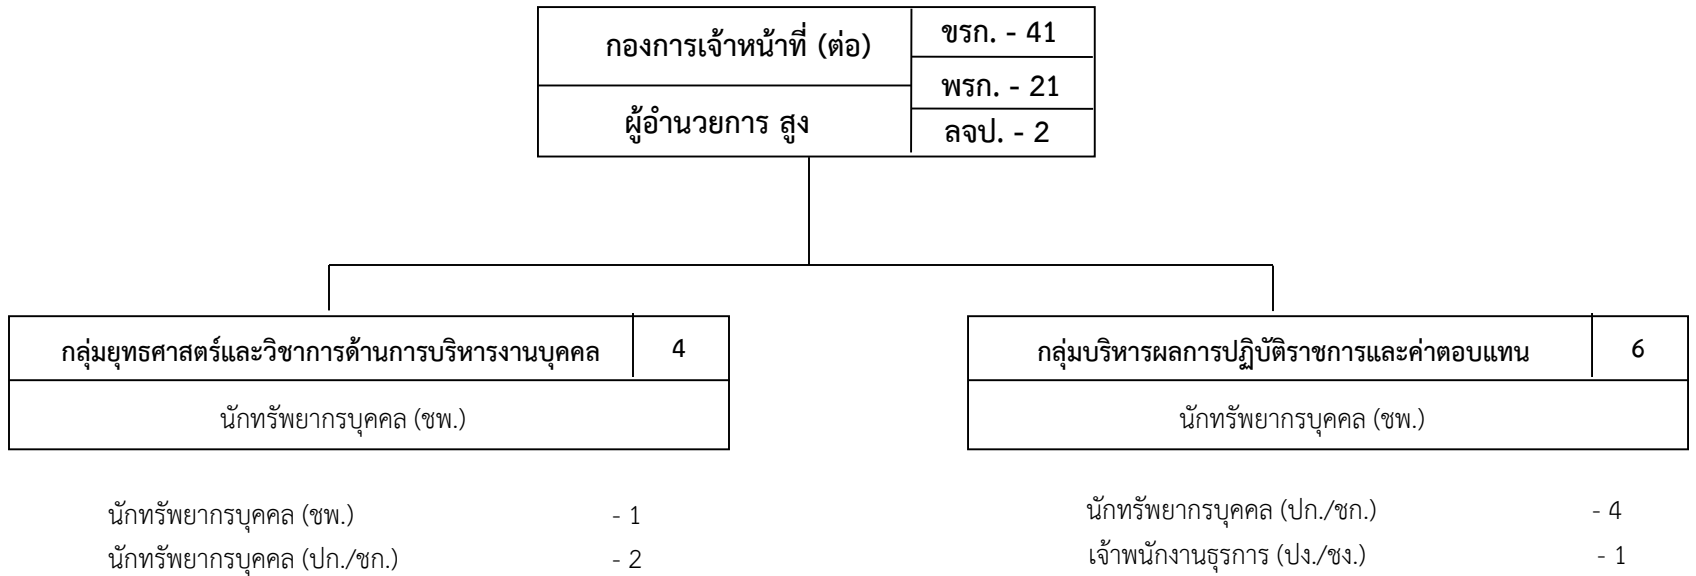 กองการเจ้าหน้าที่ (ต่อ)
ขรก. - 41
พรก. - 21
ผู้อำนวยการ สูง
ลจป. - 2
กลุ่มยุทธศาสตร์และวิชาการด้านการบริหารงานบุคคล 4
นักทรัพยากรบุคคล (ชพ.)
นักทรัพยากรบุคคล (ชพ.) - 1
นักทรัพยากรบุคคล (ปก./ชก.) - 2
กลุ่มบริหารผลการปฏิบัติราชการและค่าตอบแทน 6
นักทรัพยากรบุคคล (ชพ.)
นักทรัพยากรบุคคล (ปก./ชก.) - 4
เจ้าพนักงานธุรการ (ปง./ชง.) - 1